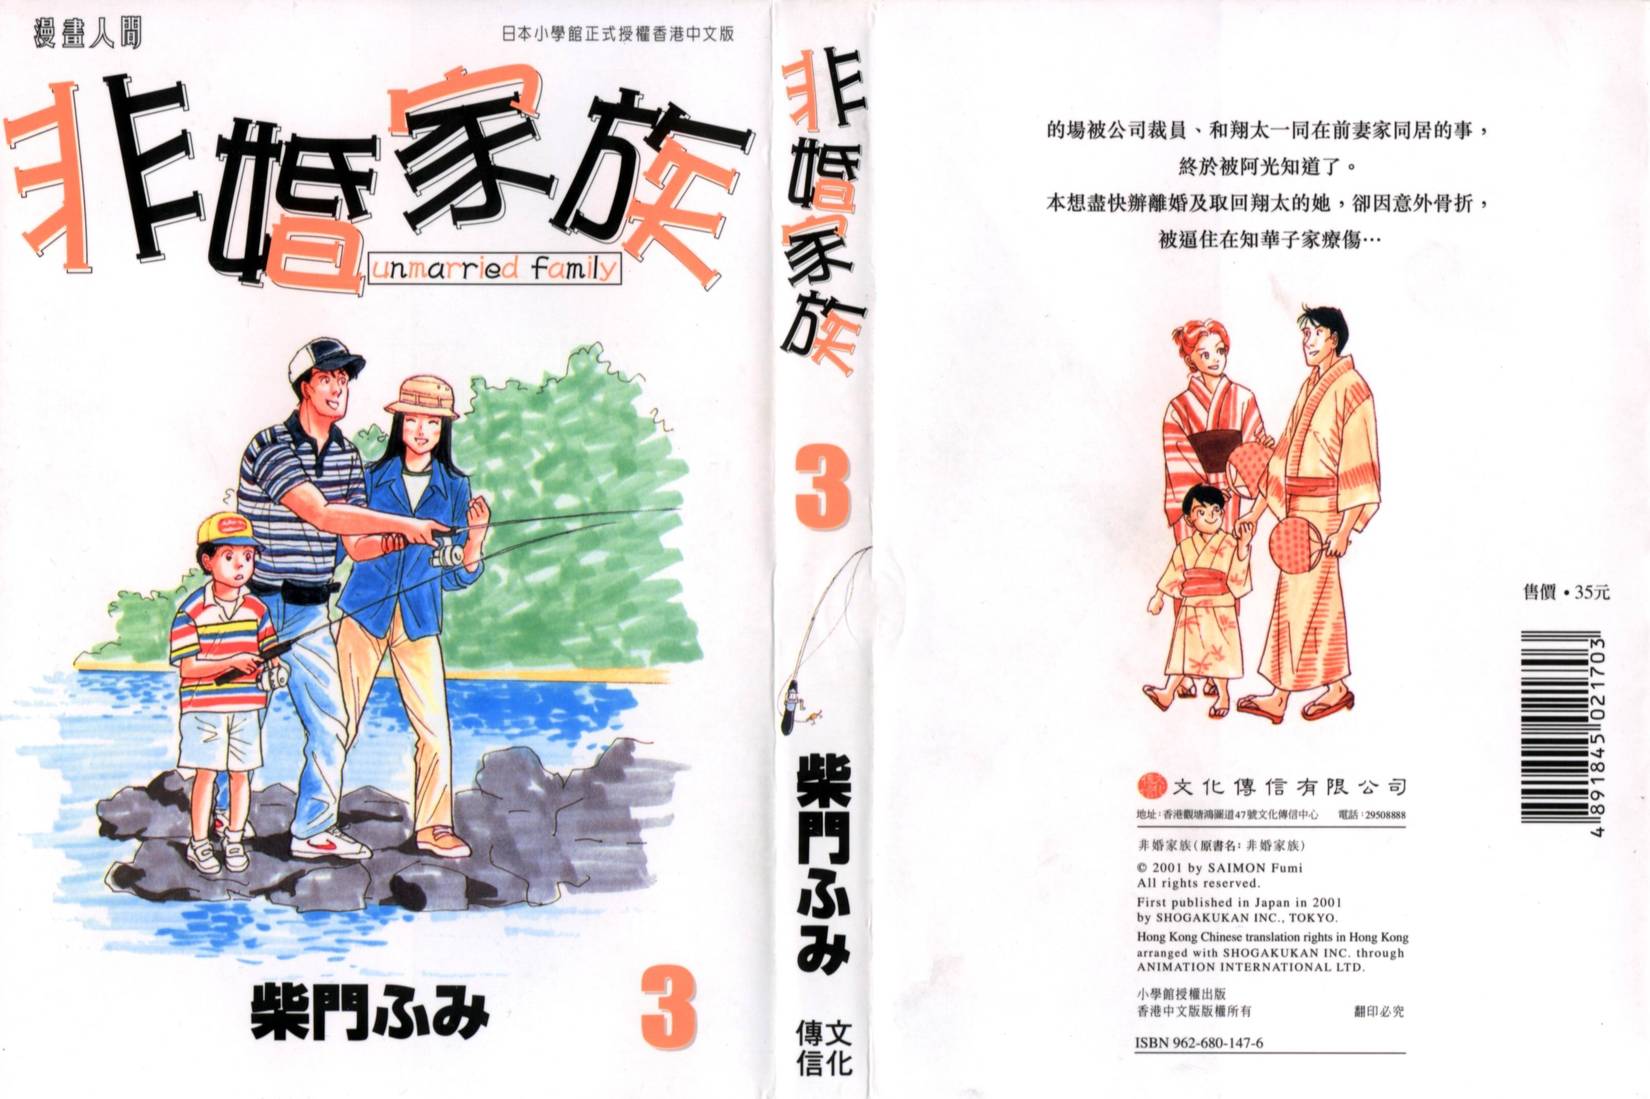 漫畫人間
日本小學館正式授權香港中文版
非婚家族
unmarried family
柴門ふみ
3
非婚家族
3
柴門ふみ
文化傳信
的場被公司裁員、和翔太一同在前妻家同居的事，
終於被阿光知道了。
本想盡快辦離婚及取回翔太的她，卻因意外骨折，
被逼住在知華子家療傷…
售價・35元
4 891845 021703
文化傳信有限公司
地址：香港觀塘鴻圖道47號文化傳信中心 電話：29508888
非婚家族（原書名：非婚家族）
© 2001 by SAIMON Fumi
All rights reserved.
First published in Japan in 2001
by SHOGAKUKAN INC., TOKYO.
Hong Kong Chinese translation rights in Hong Kong
arranged with SHOGAKUKAN INC. through
ANIMATION INTERNATIONAL LTD.
小學館授權出版
香港中文版版權所有 翻印必究
ISBN 962-680-147-6